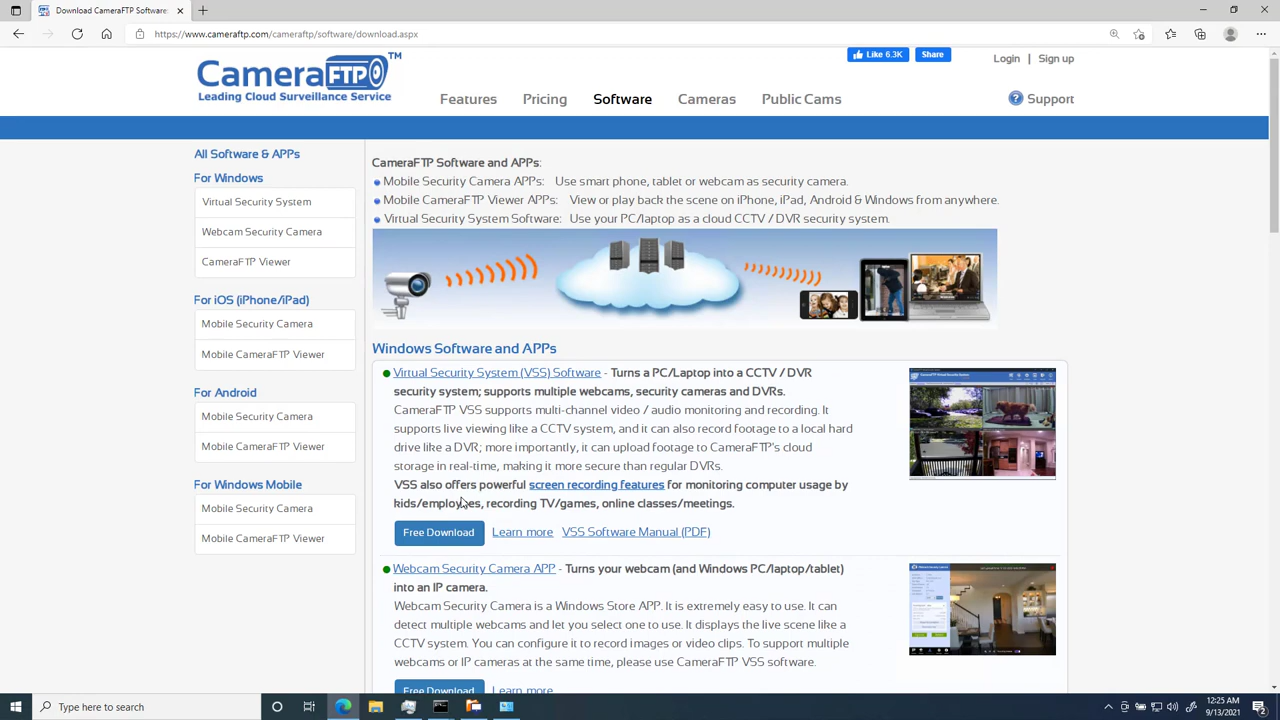 Download CameraFTP Software a
https://www.cameraftp.com/cameraftp/software/download.aspx
CameraFTP™
Leading Cloud Surveillance Service
Like 6.3K Share
Login | Sign up
Features Pricing Software Cameras Public Cams
Support
All Software & APPs
For Windows
Virtual Security System
Webcam Security Camera
CameraFTP Viewer
For iOS (iPhone/iPad)
Mobile Security Camera
Mobile CameraFTP Viewer
For Android
Mobile Security Camera
Mobile CameraFTP Viewer
For Windows Mobile
Mobile Security Camera
Mobile CameraFTP Viewer
CameraFTP Software and APPs:
Mobile Security Camera APPs: Use smart phone, tablet or webcam as security camera.
Mobile CameraFTP Viewer APPs: View or play back the scene on iPhone, iPad, Android & Windows from anywhere.
Virtual Security System Software: Use your PC/laptop as a cloud CCTV / DVR security system.
Windows Software and APPs
Virtual Security System (VSS) Software - Turns a PC/Laptop into a CCTV / DVR
security system; supports multiple webcams, security cameras and DVRs.
CameraFTP VSS supports multi-channel video / audio monitoring and recording. It
supports live viewing like a CCTV system, and it can also record footage to a local hard
drive like a DVR; more importantly, it can upload footage to CameraFTP's cloud
storage in real-time, making it more secure than regular DVRs.
VSS also offers powerful screen recording features for monitoring computer usage by
kids/employees, recording TV/games, online classes/meetings.
Free Download Learn more VSS Software Manual (PDF)
Webcam Security Camera APP - Turns your webcam (and Windows PC/laptop/tablet)
into an IP camera.
Webcam Security Camera is a Windows Store APP. It is extremely easy to use. It can
detect multiple webcams and let you select one to use. It displays the live scene like a
CCTV system. You can configure it to record images or video clips. To support multiple
webcams or IP cameras at the same time, please use CameraFTP VSS software.
Free Download Learn more
Type here to search
12:25 AM
9/13/2021
2